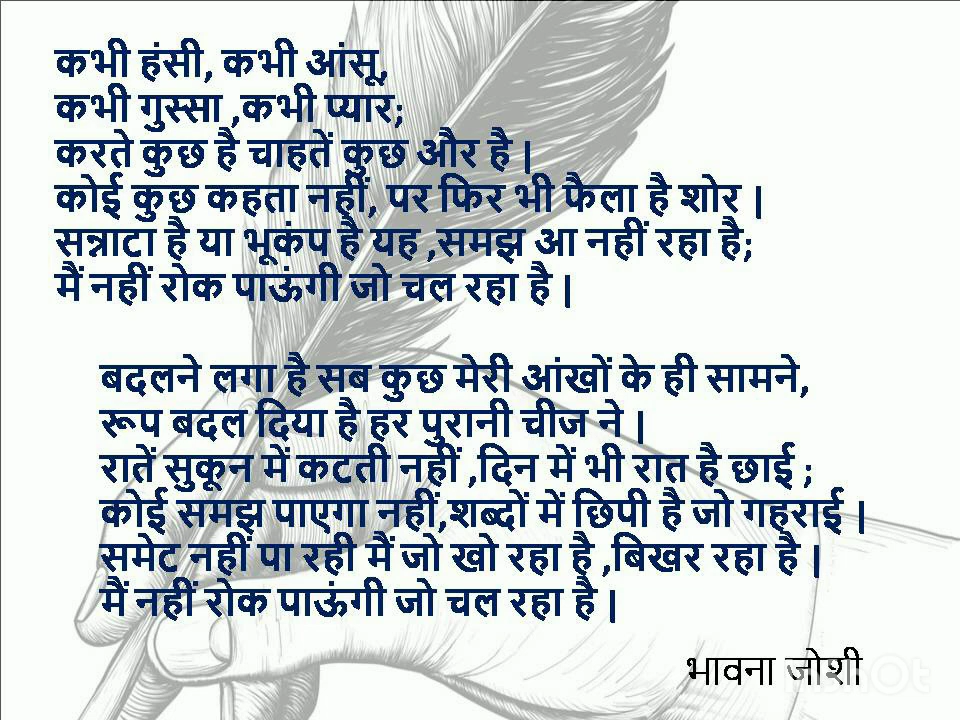 कभी हंसी, कभी आंसू,
कभी गुस्सा ,कभी प्यार;
करते कुछ है चाहतें कुछ और है |
कोई कुछ कहता नहीं, पर फिर भी फैला है शोर |
सन्नाटा है या भूकंप है यह ,समझ आ नहीं रहा है;
मैं नहीं रोक पाऊंगी जो चल रहा है |
बदलने लगा है सब कुछ मेरी आंखों के ही सामने,
रूप बदल दिया है हर पुरानी चीज ने |
रातें सुकून में कटती नहीं ,दिन में भी रात है छाई ;
कोई समझ पाएगा नहीं,शब्दों में छिपी है जो गहराई |
समेट नहीं पा रही मैं जो खो रहा है ,बिखर रहा है |
मैं नहीं रोक पाऊंगी जो चल रहा है |
भावना जोशी